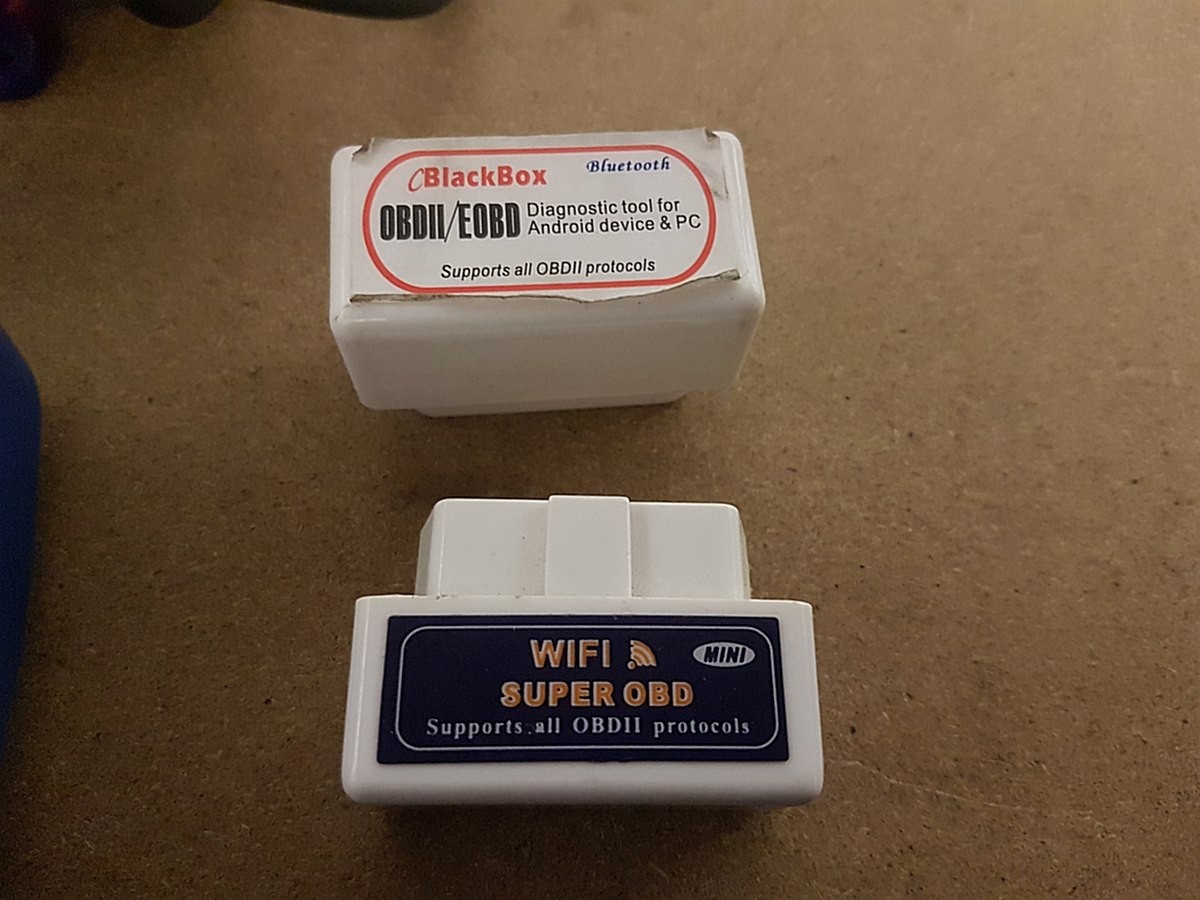 cBlackBox Bluetooth
OBDII/EOBD Diagnostic tool for
Android device & PC
Supports all OBDII protocols
WIFI MINI
SUPER OBD
Supports all OBDII protocols